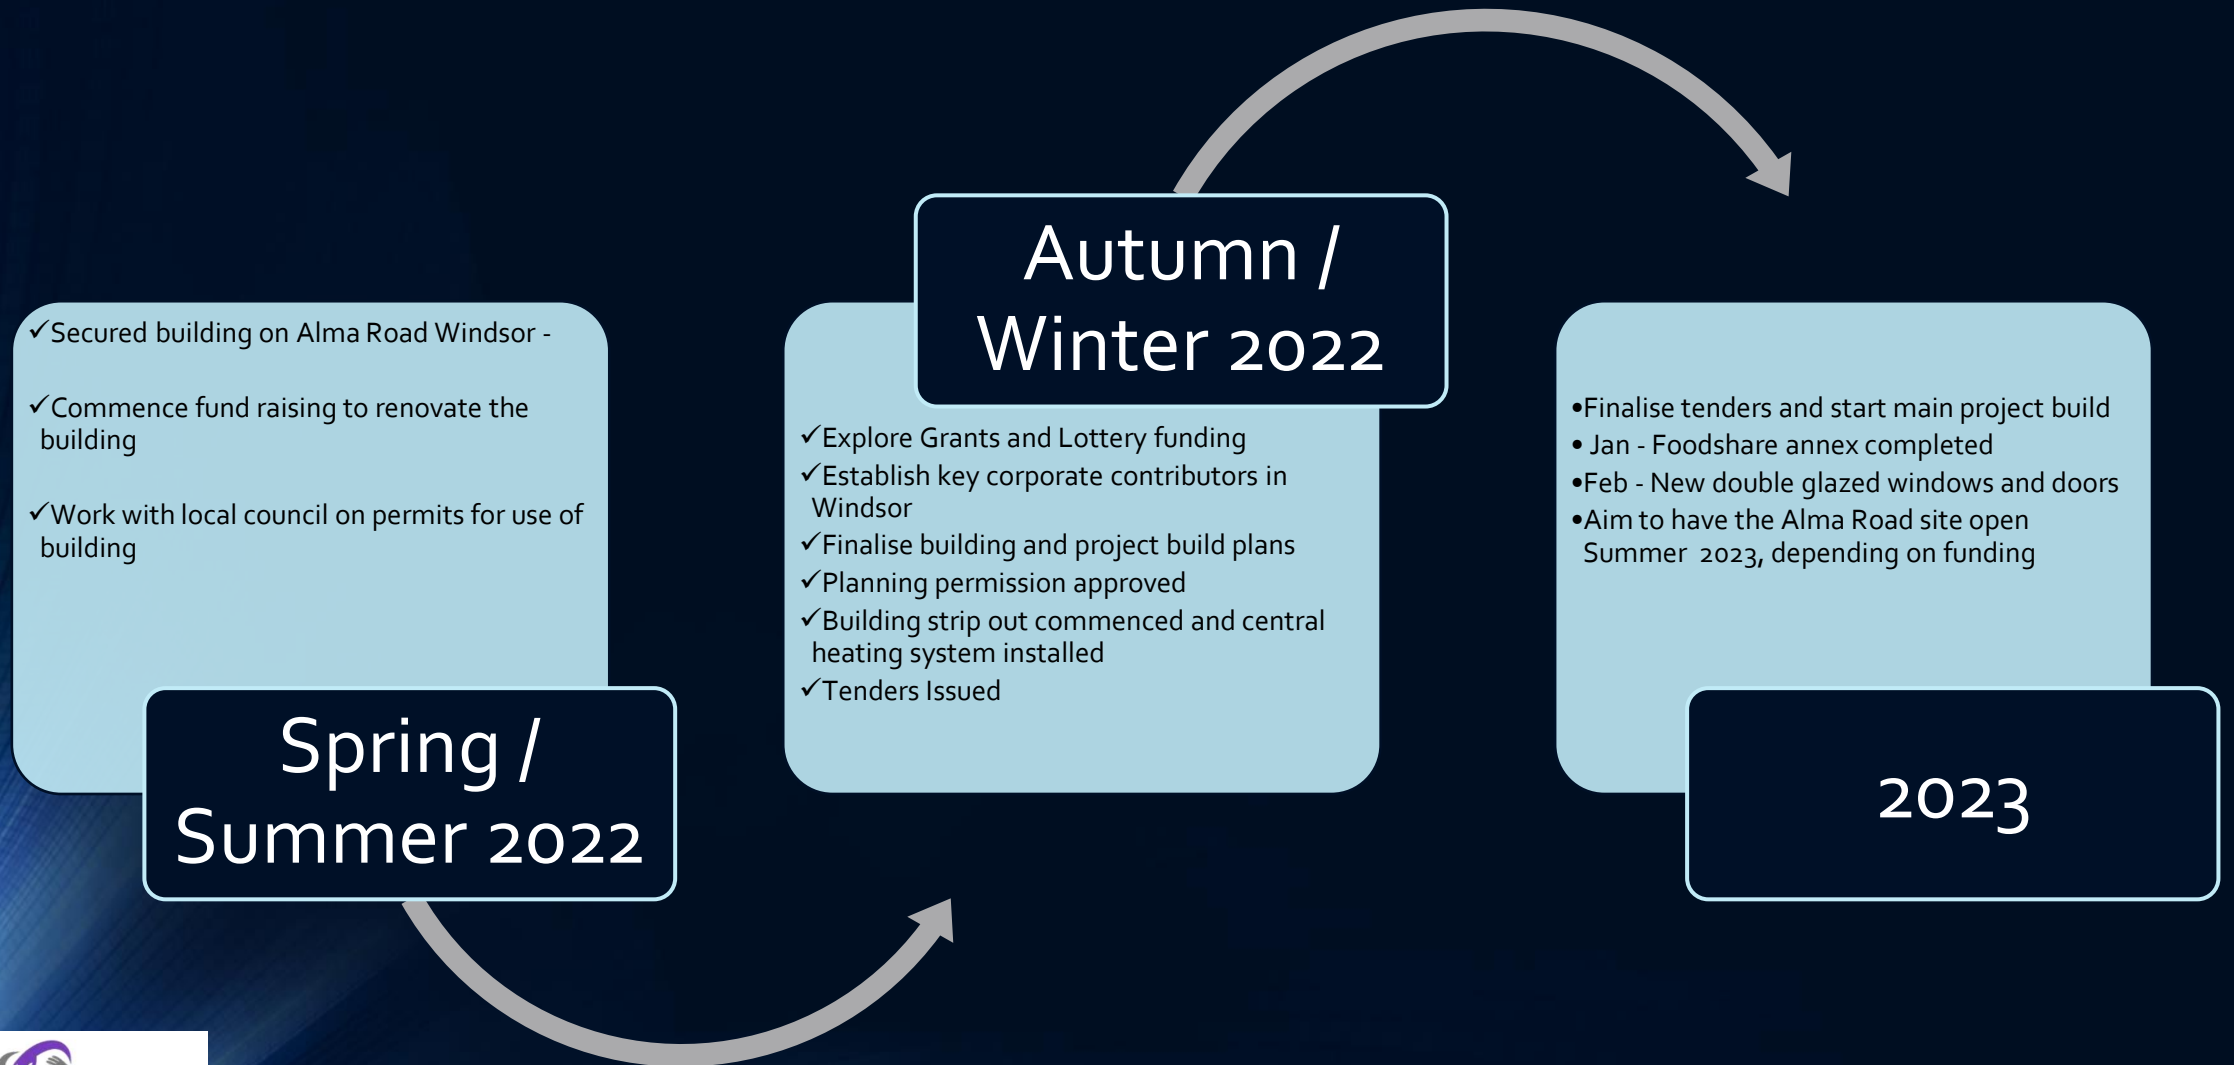 ✓Secured building on Alma Road Windsor -
✓Commence fund raising to renovate the
building
✓Work with local council on permits for use of
building
Spring /
Summer 2022
Autumn /
Winter 2022
✓Explore Grants and Lottery funding
✓Establish key corporate contributors in
Windsor
✓Finalise building and project build plans
✓Planning permission approved
✓Building strip out commenced and central
heating system installed
✓Tenders Issued
•Finalise tenders and start main project build
• Jan - Foodshare annex completed
•Feb - New double glazed windows and doors
•Aim to have the Alma Road site open
Summer  2023, depending on funding
2023